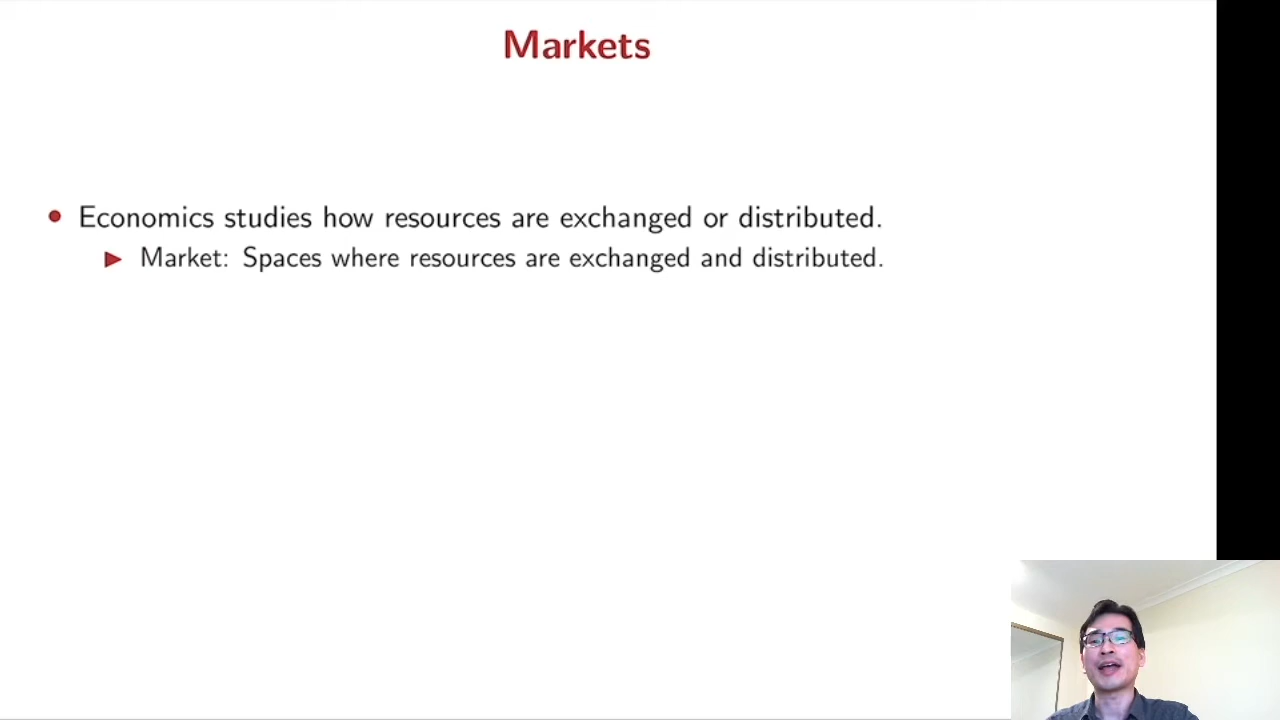 Markets
Economics studies how resources are exchanged or distributed.
Market: Spaces where resources are exchanged and distributed.